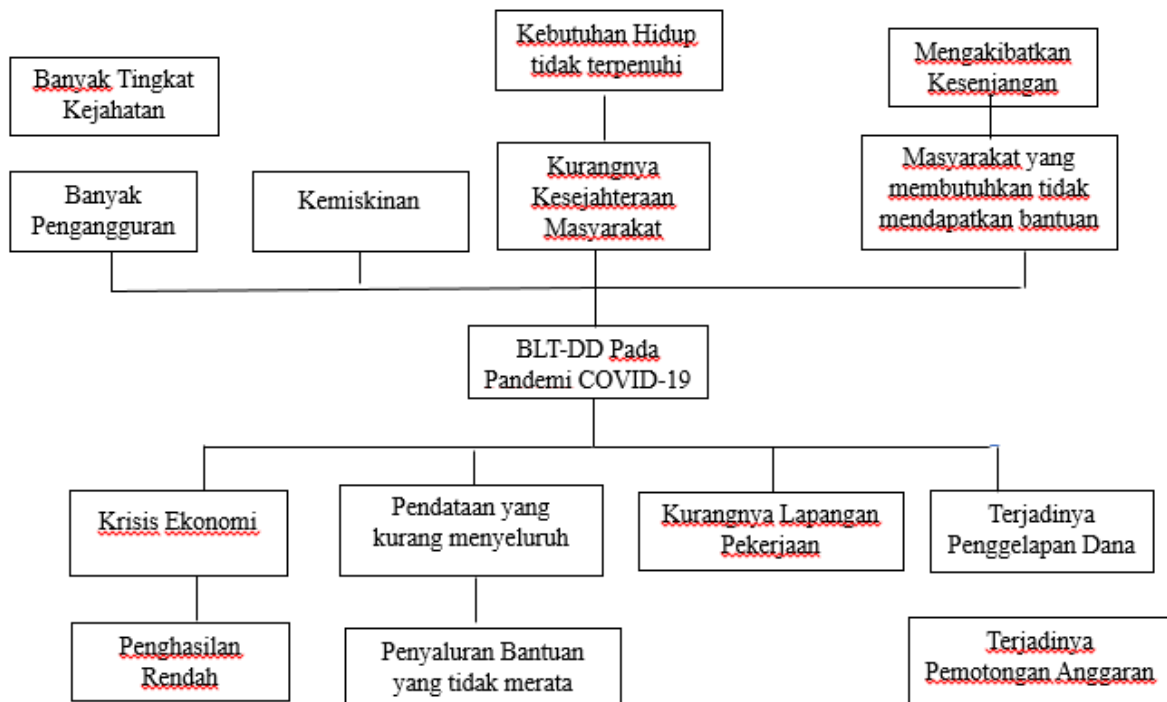 Kebutuhan Hidup
tidak terpenuhi
Mengakibatkan
Kesenjangan
Banyak Tingkat
Kejahatan
Banyak
Pengangguran
Kemiskinan
Kurangnya
Kesejahteraan
Masyarakat
Masyarakat yang
membutuhkan tidak
mendapatkan bantuan
BLT-DD Pada
Pandemi COVID-19
Krisis Ekonomi
Pendataan yang
kurang menyeluruh
Kurangnya Lapangan
Pekerjaan
Terjadinya
Penggelapan Dana
Penghasilan
Rendah
Penyaluran Bantuan
yang tidak merata
Terjadinya
Pemotongan Anggaran